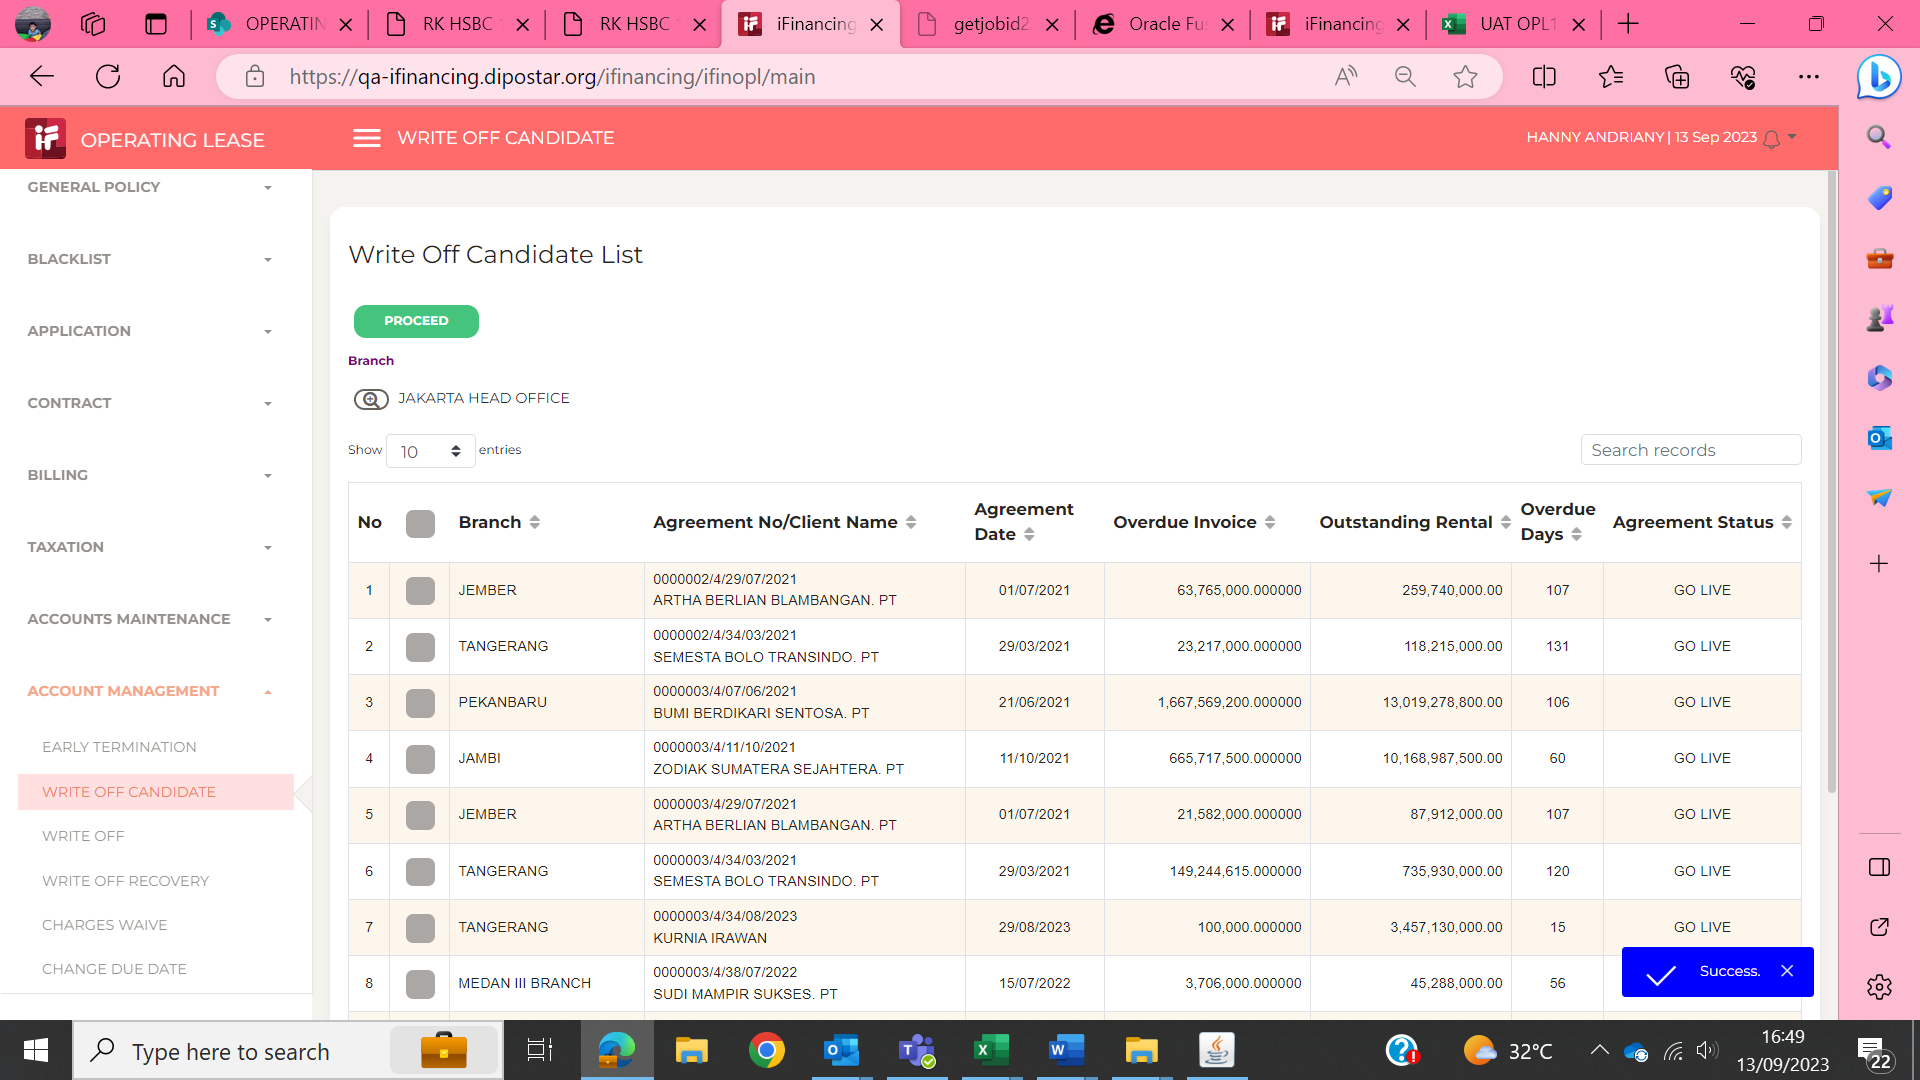 OPERATIN
RK HSBC
RK HSBC
iFinancing
getjobid2
Oracle Fu
iFinancing
UAT OPL1
https://qa-ifinancing.dipostar.org/ifinancing/ifinopl/main
iF
OPERATING LEASE
WRITE OFF CANDIDATE
HANNY ANDRIANY | 13 Sep 2023
GENERAL POLICY
BLACKLIST
APPLICATION
CONTRACT
BILLING
TAXATION
ACCOUNTS MAINTENANCE
ACCOUNT MANAGEMENT
EARLY TERMINATION
WRITE OFF CANDIDATE
WRITE OFF
WRITE OFF RECOVERY
CHARGES WAIVE
CHANGE DUE DATE
Write Off Candidate List
PROCEED
Branch
JAKARTA HEAD OFFICE
Show 10 entries
Search records
No Branch Agreement No/Client Name Agreement Date Overdue Invoice Outstanding Rental Overdue Days Agreement Status
1 JEMBER 0000002/4/29/07/2021 01/07/2021 63,765,000.000000 259,740,000.00 107 GO LIVE
ARTHA BERLIAN BLAMBANGAN. PT
2 TANGERANG 0000002/4/34/03/2021 29/03/2021 23,217,000.000000 118,215,000.00 131 GO LIVE
SEMESTA BOLO TRANSINDO. PT
3 PEKANBARU 0000003/4/07/06/2021 21/06/2021 1,667,569,200.000000 13,019,278,800.00 106 GO LIVE
BUMI BERDIKARI SENTOSA. PT
4 JAMBI 0000003/4/11/10/2021 11/10/2021 665,717,500.000000 10,168,987,500.00 60 GO LIVE
ZODIAK SUMATERA SEJAHTERA. PT
5 JEMBER 0000003/4/29/07/2021 01/07/2021 21,582,000.000000 87,912,000.00 107 GO LIVE
ARTHA BERLIAN BLAMBANGAN. PT
6 TANGERANG 0000003/4/34/03/2021 29/03/2021 149,244,615.000000 735,930,000.00 120 GO LIVE
SEMESTA BOLO TRANSINDO. PT
7 TANGERANG 0000003/4/34/08/2023 29/08/2023 100,000.000000 3,457,130,000.00 15 GO LIVE
KURNIA IRAWAN
8 MEDAN III BRANCH 0000003/4/38/07/2022 15/07/2022 3,706,000.000000 45,288,000.00 56
SUDI MAMPIR SUKSES. PT
Success.
Type here to search
32°C
16:49
13/09/2023
22